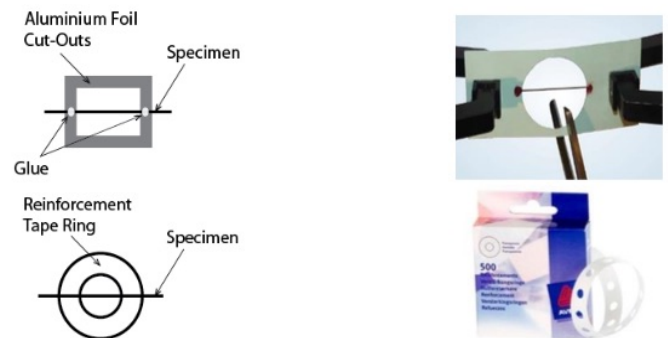 Aluminium Foil
Cut-Outs
Specimen
Glue
Reinforcement
Tape Ring
Specimen
500